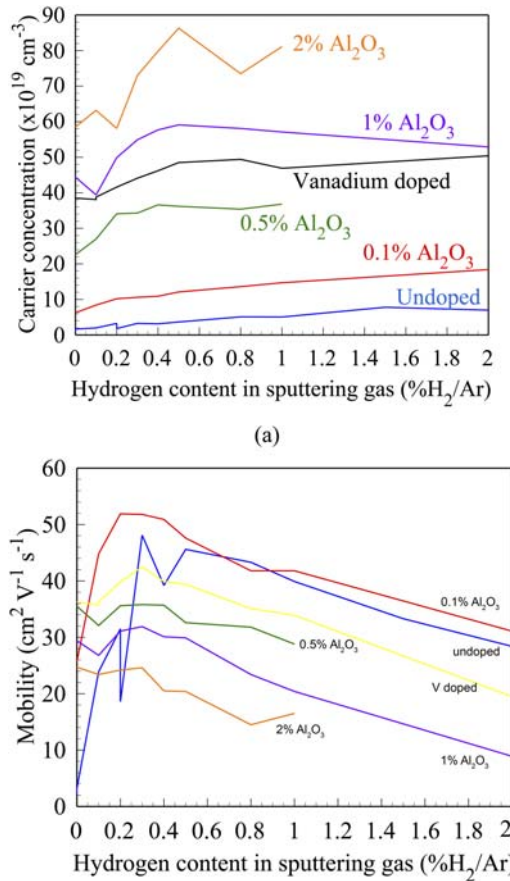 90
80
70
60
50
40
30
20
10
0
Carrier concentration (x10¹⁹ cm⁻³)
2% Al₂O₃
1% Al₂O₃
Vanadium doped
0.5% Al₂O₃
0.1% Al₂O₃
Undoped
0 0.2 0.4 0.6 0.8 1 1.2 1.4 1.6 1.8 2
Hydrogen content in sputtering gas (%H₂/Ar)
(a)
60
50
40
30
20
10
0
Mobility (cm² V⁻¹ s⁻¹)
0.1% Al₂O₃
0.5% Al₂O₃
undoped
V doped
2% Al₂O₃
1% Al₂O₃
0 0.2 0.4 0.6 0.8 1 1.2 1.4 1.6 1.8 2
Hydrogen content in sputtering gas (%H₂/Ar)